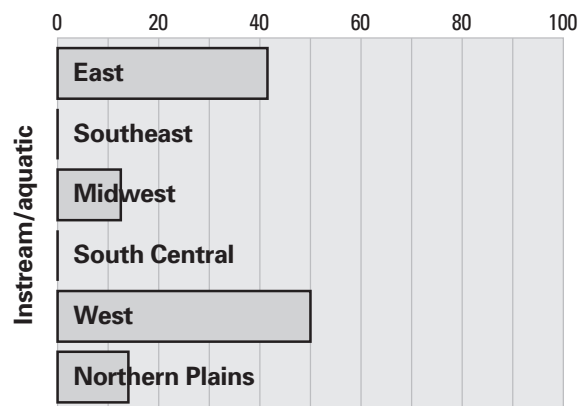 0 20 40 60 80 100
Instream/aquatic
East
Southeast
Midwest
South Central
West
Northern Plains